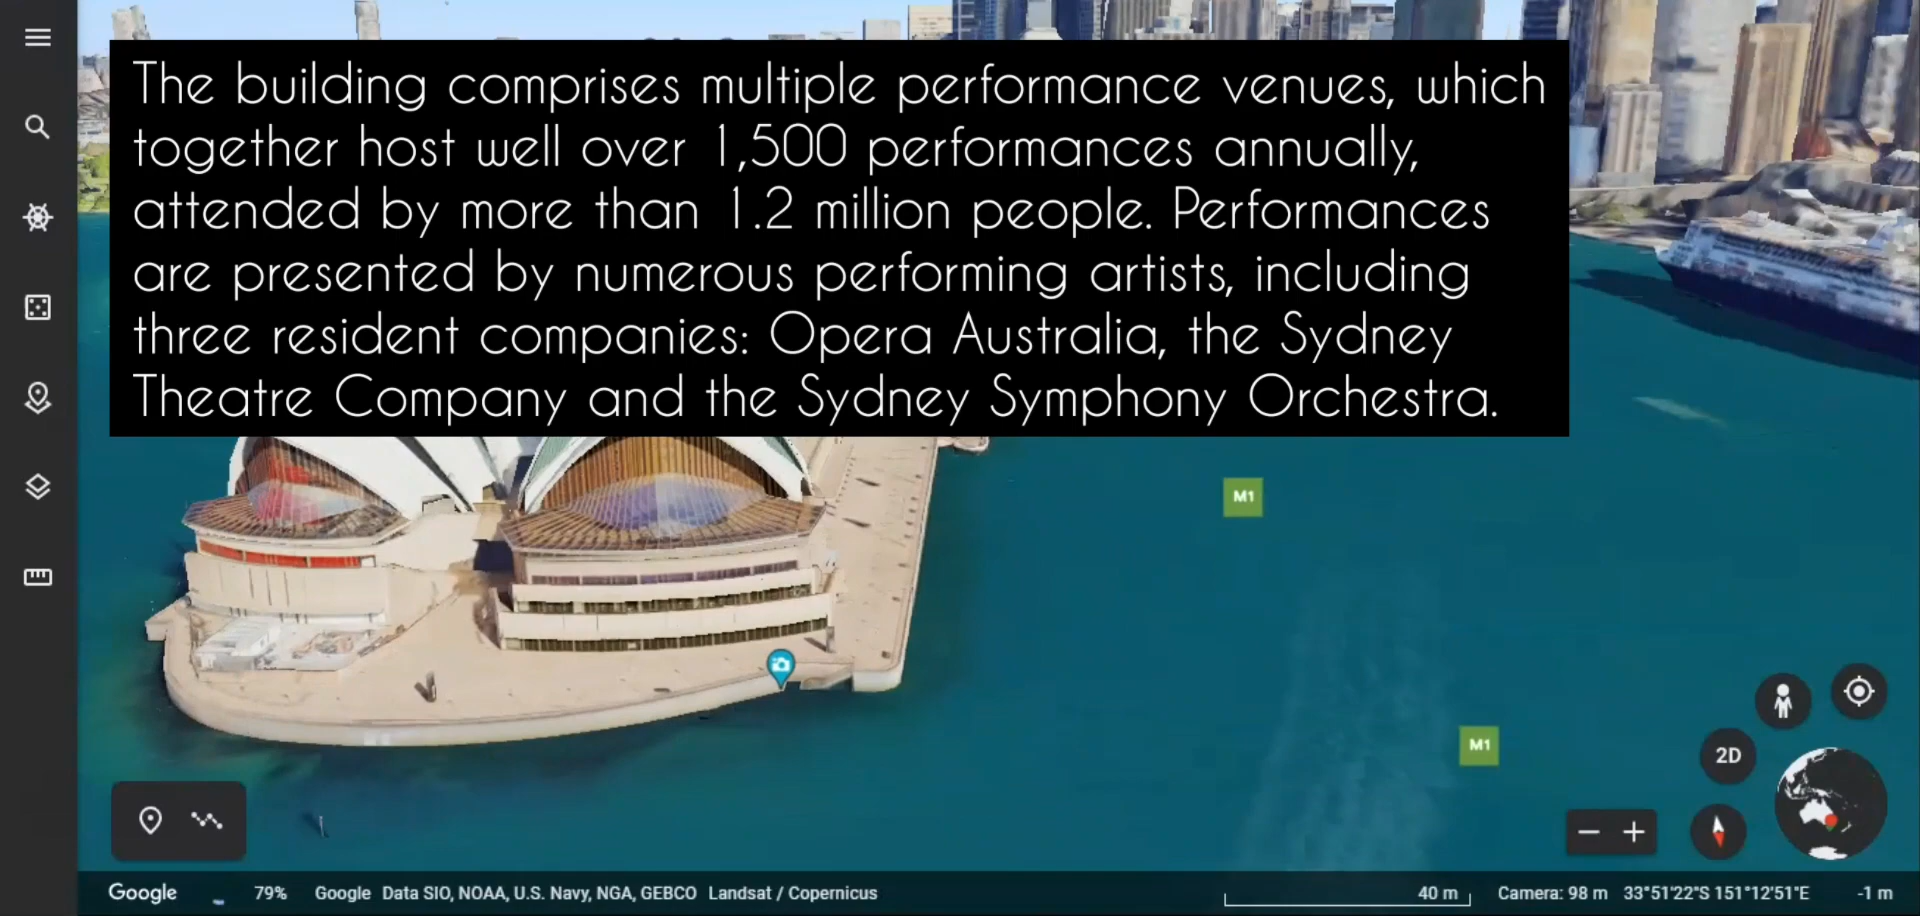 The building comprises multiple performance venues, which
together host well over 1,500 performances annually,
attended by more than 1.2 million people. Performances
are presented by numerous performing artists, including
three resident companies: Opera Australia, the Sydney
Theatre Company and the Sydney Symphony Orchestra.
M1
M1
2D
Google 79% Google Data SIO, NOAA, U.S. Navy, NGA, GEBCO Landsat / Copernicus 40 m Camera: 98 m 33°51'22"S 151°12'51"E -1 m